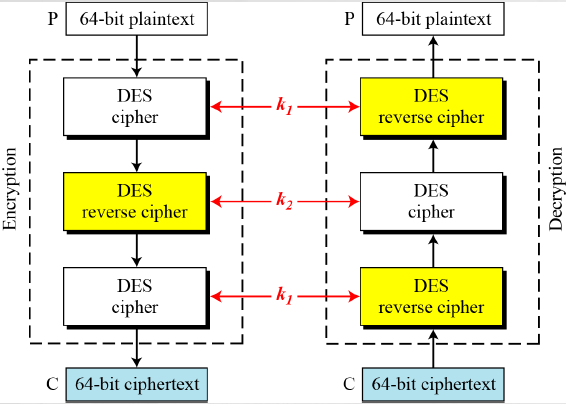 P 64-bit plaintext
P 64-bit plaintext
Encryption
DES
cipher
k1
DES
reverse cipher
DES
reverse cipher
k2
DES
cipher
DES
cipher
k1
DES
reverse cipher
Decryption
C 64-bit ciphertext
C 64-bit ciphertext